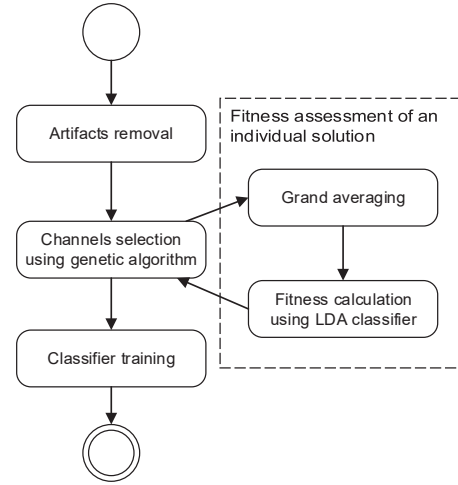 Artifacts removal
Fitness assessment of an
individual solution
Grand averaging
Channels selection
using genetic algorithm
Fitness calculation
using LDA classifier
Classifier training